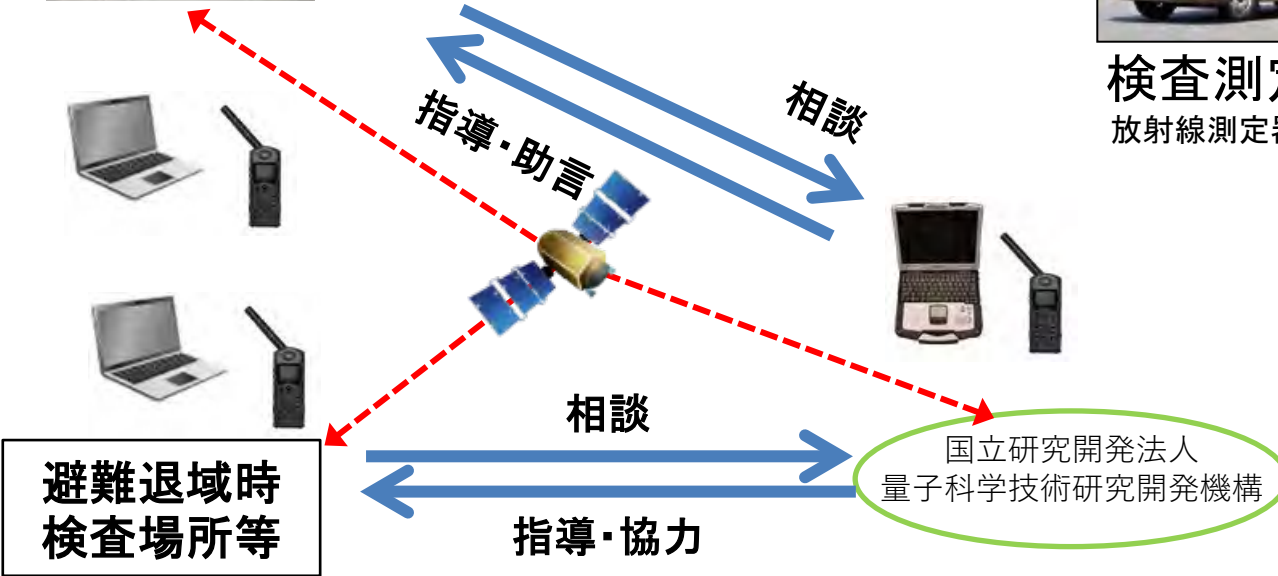 検査測定
放射線測定器
相談
指導・助言
相談
国立研究開発法人
量子科学技術研究開発機構
避難退域時
検査場所等
指導・協力